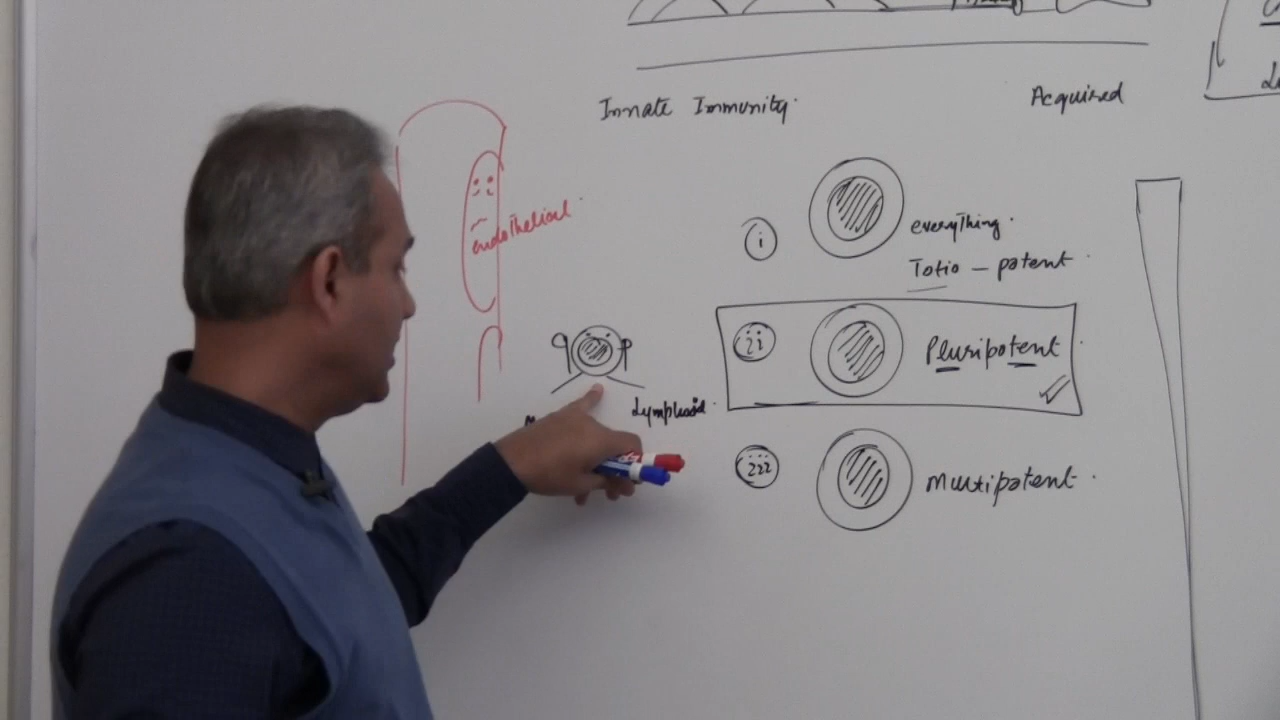 Innate Immunity.
Acquired
endothelial.
i
everything.
Totio - potent
ii
Pluripotent
Lymphoid.
iii
Multipotent